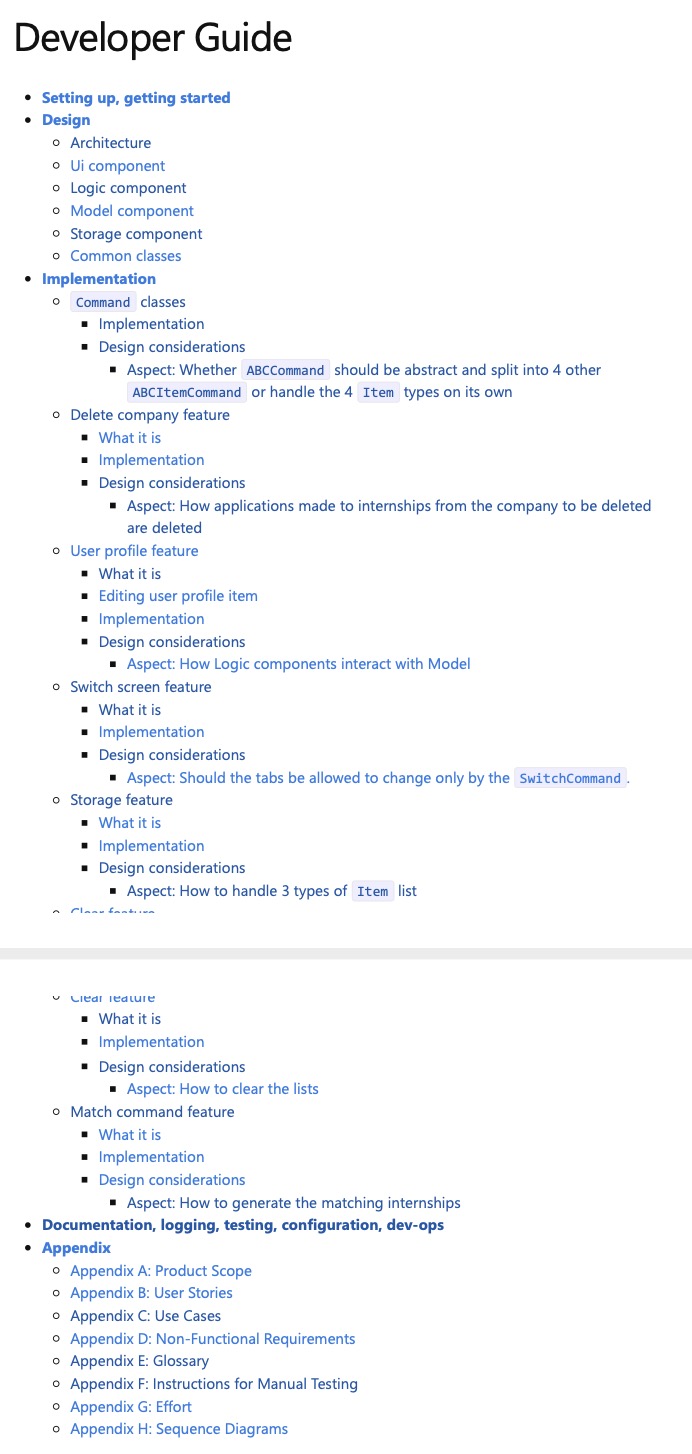 Developer Guide
Setting up, getting started
Design
Architecture
Ui component
Logic component
Model component
Storage component
Common classes
Implementation
Command classes
Implementation
Design considerations
Aspect: Whether ABCCommand should be abstract and split into 4 other
ABCItemCommand or handle the 4 Item types on its own
Delete company feature
What it is
Implementation
Design considerations
Aspect: How applications made to internships from the company to be deleted
are deleted
User profile feature
What it is
Editing user profile item
Implementation
Design considerations
Aspect: How Logic components interact with Model
Switch screen feature
What it is
Implementation
Design considerations
Aspect: Should the tabs be allowed to change only by the SwitchCommand.
Storage feature
What it is
Implementation
Design considerations
Aspect: How to handle 3 types of Item list
Clear feature
Clear feature
What it is
Implementation
Design considerations
Aspect: How to clear the lists
Match command feature
What it is
Implementation
Design considerations
Aspect: How to generate the matching internships
Documentation, logging, testing, configuration, dev-ops
Appendix
Appendix A: Product Scope
Appendix B: User Stories
Appendix C: Use Cases
Appendix D: Non-Functional Requirements
Appendix E: Glossary
Appendix F: Instructions for Manual Testing
Appendix G: Effort
Appendix H: Sequence Diagrams